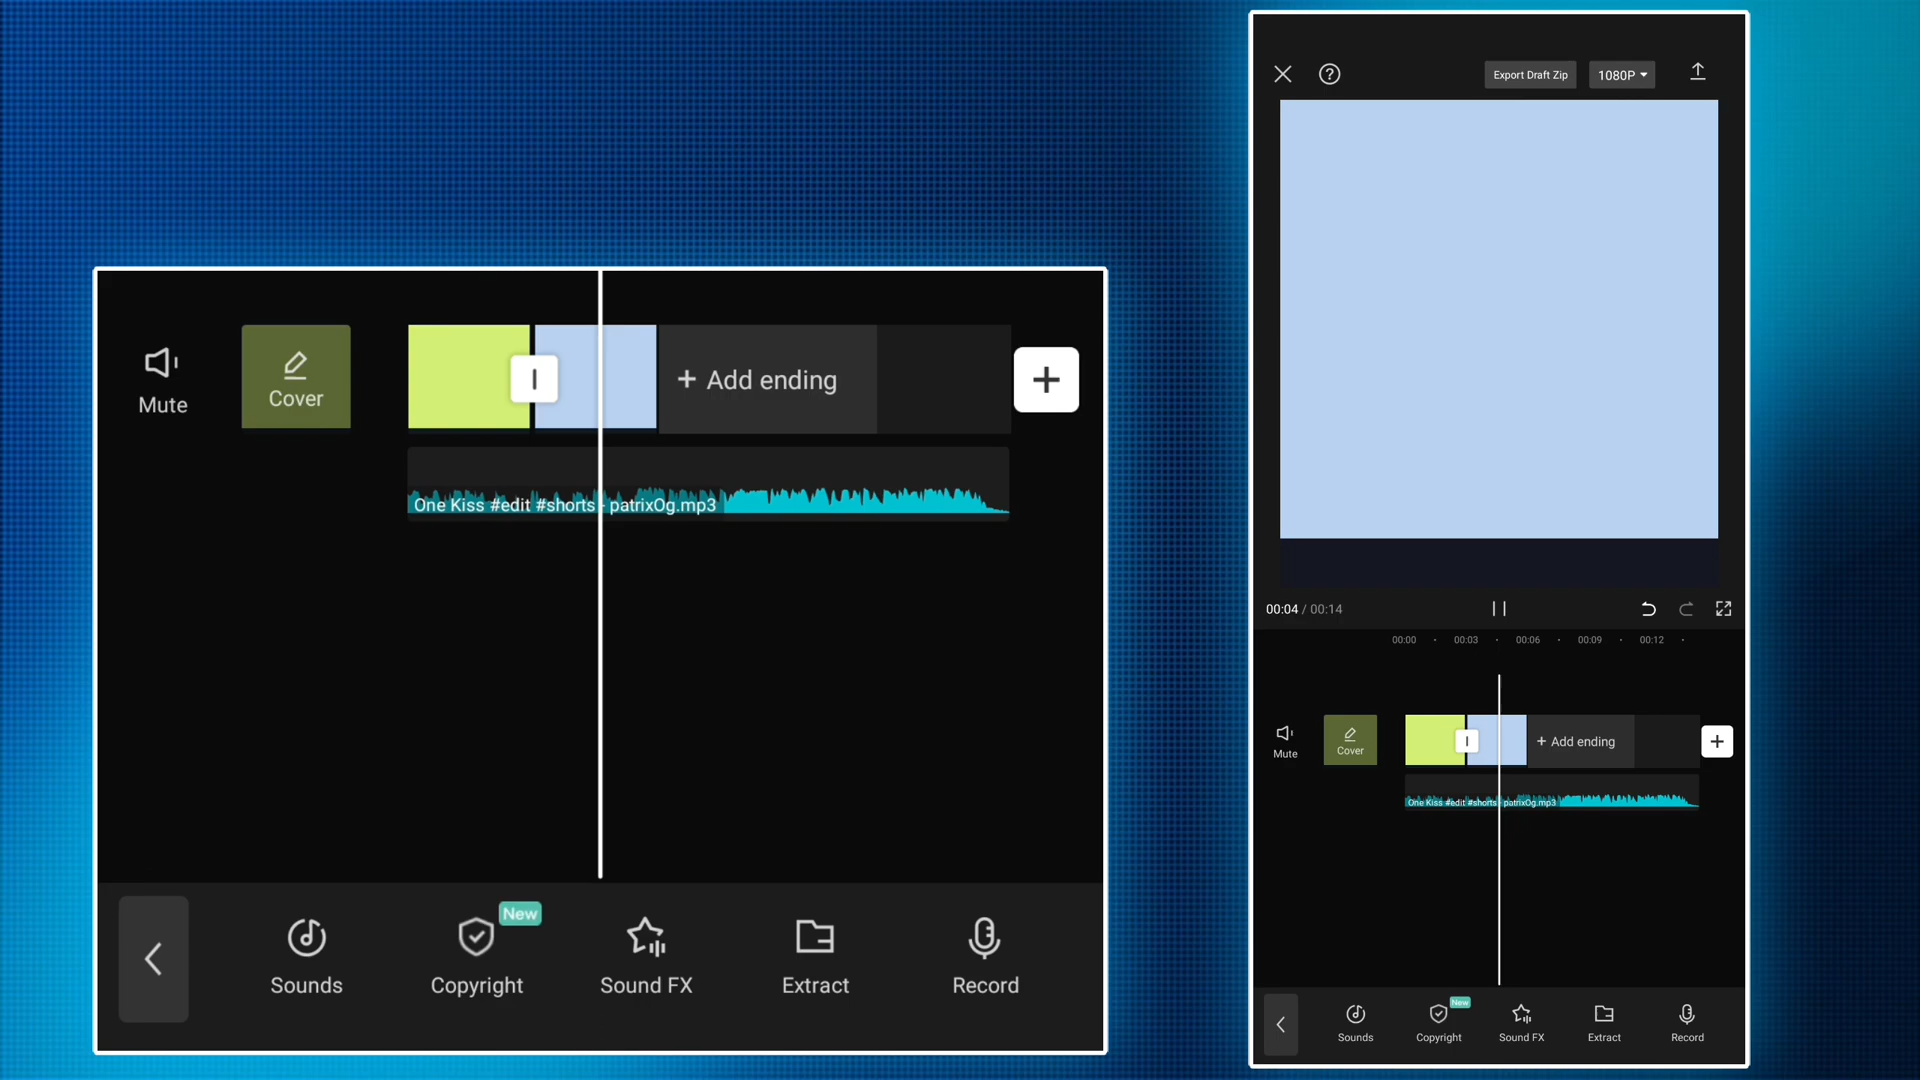 Mute
Cover
+ Add ending
One Kiss #edit #shorts - patrixOg.mp3
New
Sounds
Copyright
Sound FX
Extract
Record
Export Draft Zip
1080P
00:04 / 00:14
00:00 · 00:03 · 00:06 · 00:09 · 00:12 ·
Mute
Cover
+ Add ending
One Kiss #edit #shorts - patrixOg.mp3
New
Sounds
Copyright
Sound FX
Extract
Record